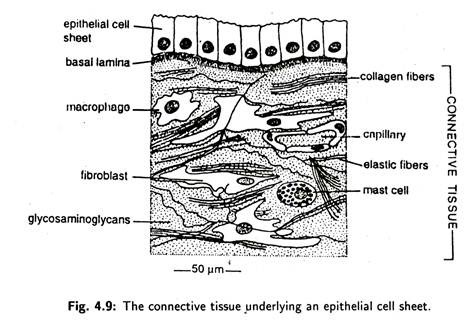 epithelial cell
sheet
basal lamina
macrophago
fibroblast
glycosaminoglycans
collagen fibers
cnpillnry
elastic fibers
mast cell
CONNECTIVE TISSUE
50 µm
Fig. 4.9: The connective tissue underlying an epithelial cell sheet.